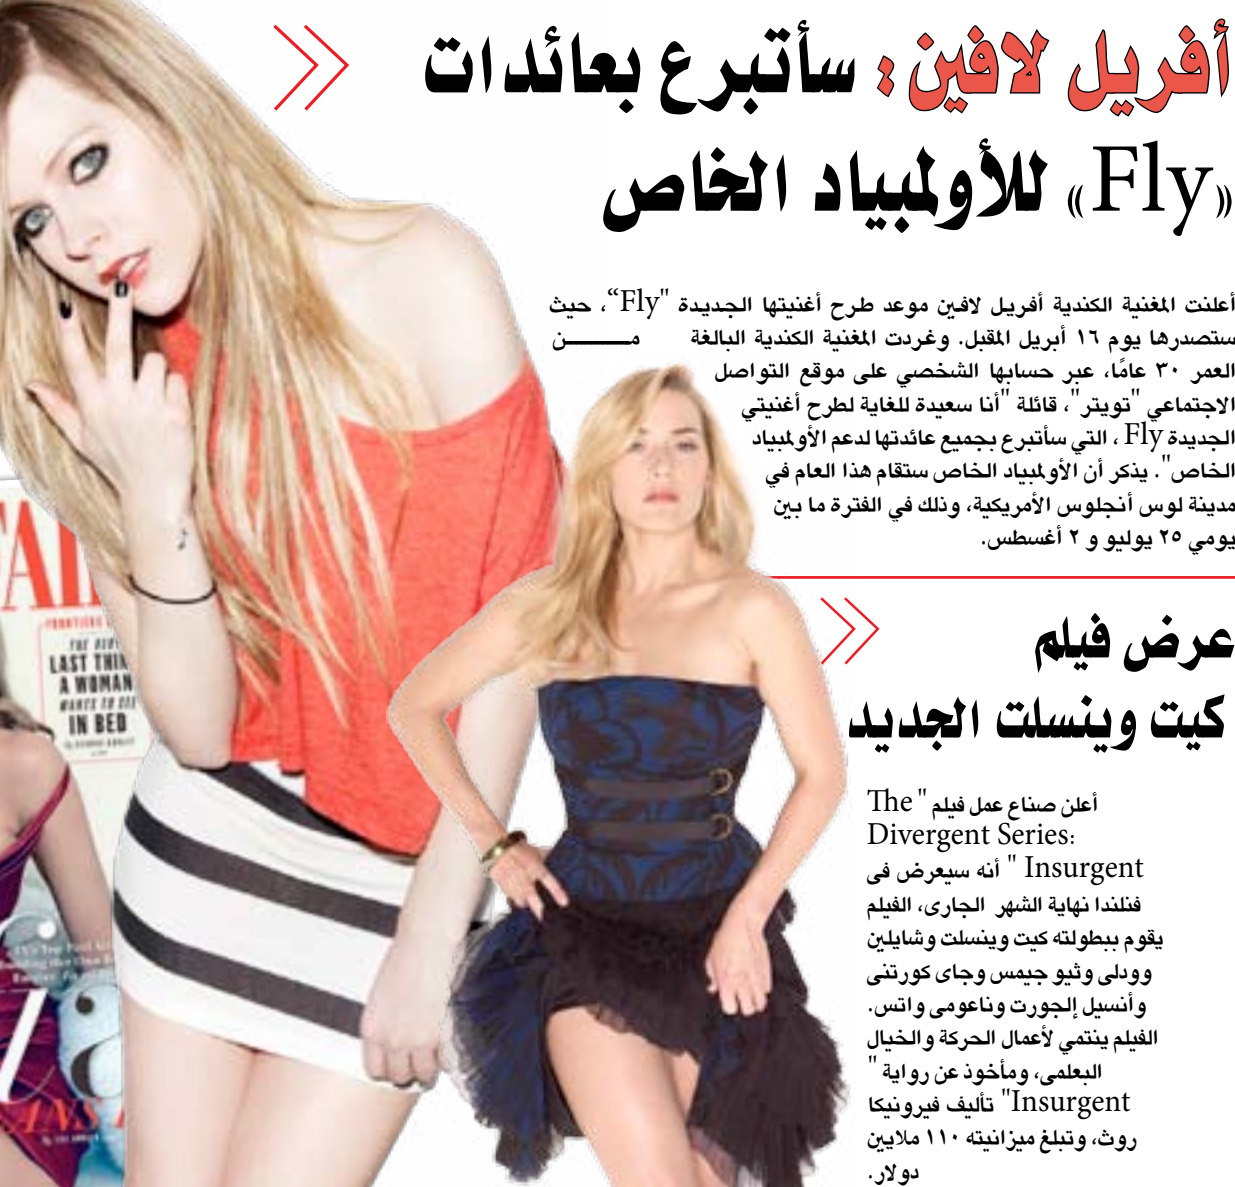 أفريل لافين: سأتبرع بعائدات
«Fly» للأولمبياد الخاص
أعلنت المغنية الكندية أفريل لافين موعد طرح أغنيتها الجديدة "Fly“، حيث
ستصدرها يوم ١٦ أبريل المقبل. وغردت المغنية الكندية البالغة مـــــــن
العمر ٣٠ عامًا، عبر حسابها الشخصي على موقع التواصل
الاجتماعي "تويتر"، قائلة "أنا سعيدة للغاية لطرح أغنيتي
الجديدة Fly ، التي سأتبرع بجميع عائدتها لدعم الأولمبياد
الخاص". يذكر أن الأولمبياد الخاص ستقام هذا العام في
مدينة لوس أنجلوس الأمريكية، وذلك في الفترة ما بين
يومي ٢٥ يوليو و ٢ أغسطس.
عرض فيلم
كيت وينسلت الجديد
أعلن صناع عمل فيلم " The
Divergent Series:
Insurgent " أنه سيعرض فى
فنلندا نهاية الشهر الجارى، الفيلم
يقوم ببطولته كيت وينسلت وشايلين
وودلى وثيو جيمس وجاى كورتنى
وأنسيل إلجورت وناعومى واتس.
الفيلم ينتمي لأعمال الحركة والخيال
البعلمى، ومأخوذ عن رواية "
Insurgent" تأليف فيرونيكا
روث، وتبلغ ميزانيته ١١٠ ملايين
دولار.
LAST
A WOMAN
IN BED